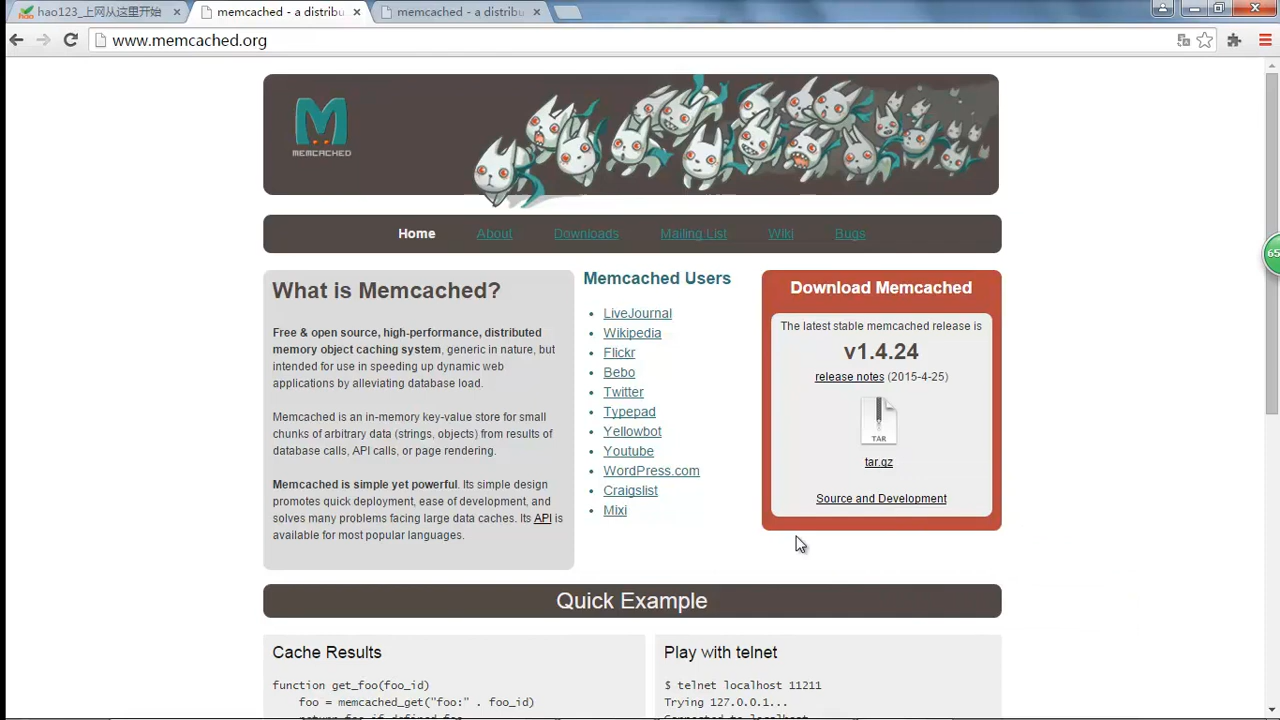 hao123_上网从这里开始
memcached - a distribu
memcached - a distribu
www.memcached.org
MEMCACHED
Home About Downloads Mailing List Wiki Bugs
What is Memcached?
Free & open source, high-performance, distributed
memory object caching system, generic in nature, but
intended for use in speeding up dynamic web
applications by alleviating database load.
Memcached is an in-memory key-value store for small
chunks of arbitrary data (strings, objects) from results of
database calls, API calls, or page rendering.
Memcached is simple yet powerful. Its simple design
promotes quick deployment, ease of development, and
solves many problems facing large data caches. Its API is
available for most popular languages.
Memcached Users
LiveJournal
Wikipedia
Flickr
Bebo
Twitter
Typepad
Yellowbot
Youtube
WordPress.com
Craigslist
Mixi
Download Memcached
The latest stable memcached release is
v1.4.24
release notes (2015-4-25)
TAR
tar.gz
Source and Development
65
Quick Example
Cache Results
function get_foo(foo_id)
foo = memcached_get("foo:" . foo_id)
return foo if defined foo
Play with telnet
$ telnet localhost 11211
Trying 127.0.0.1...
Connected to localhost